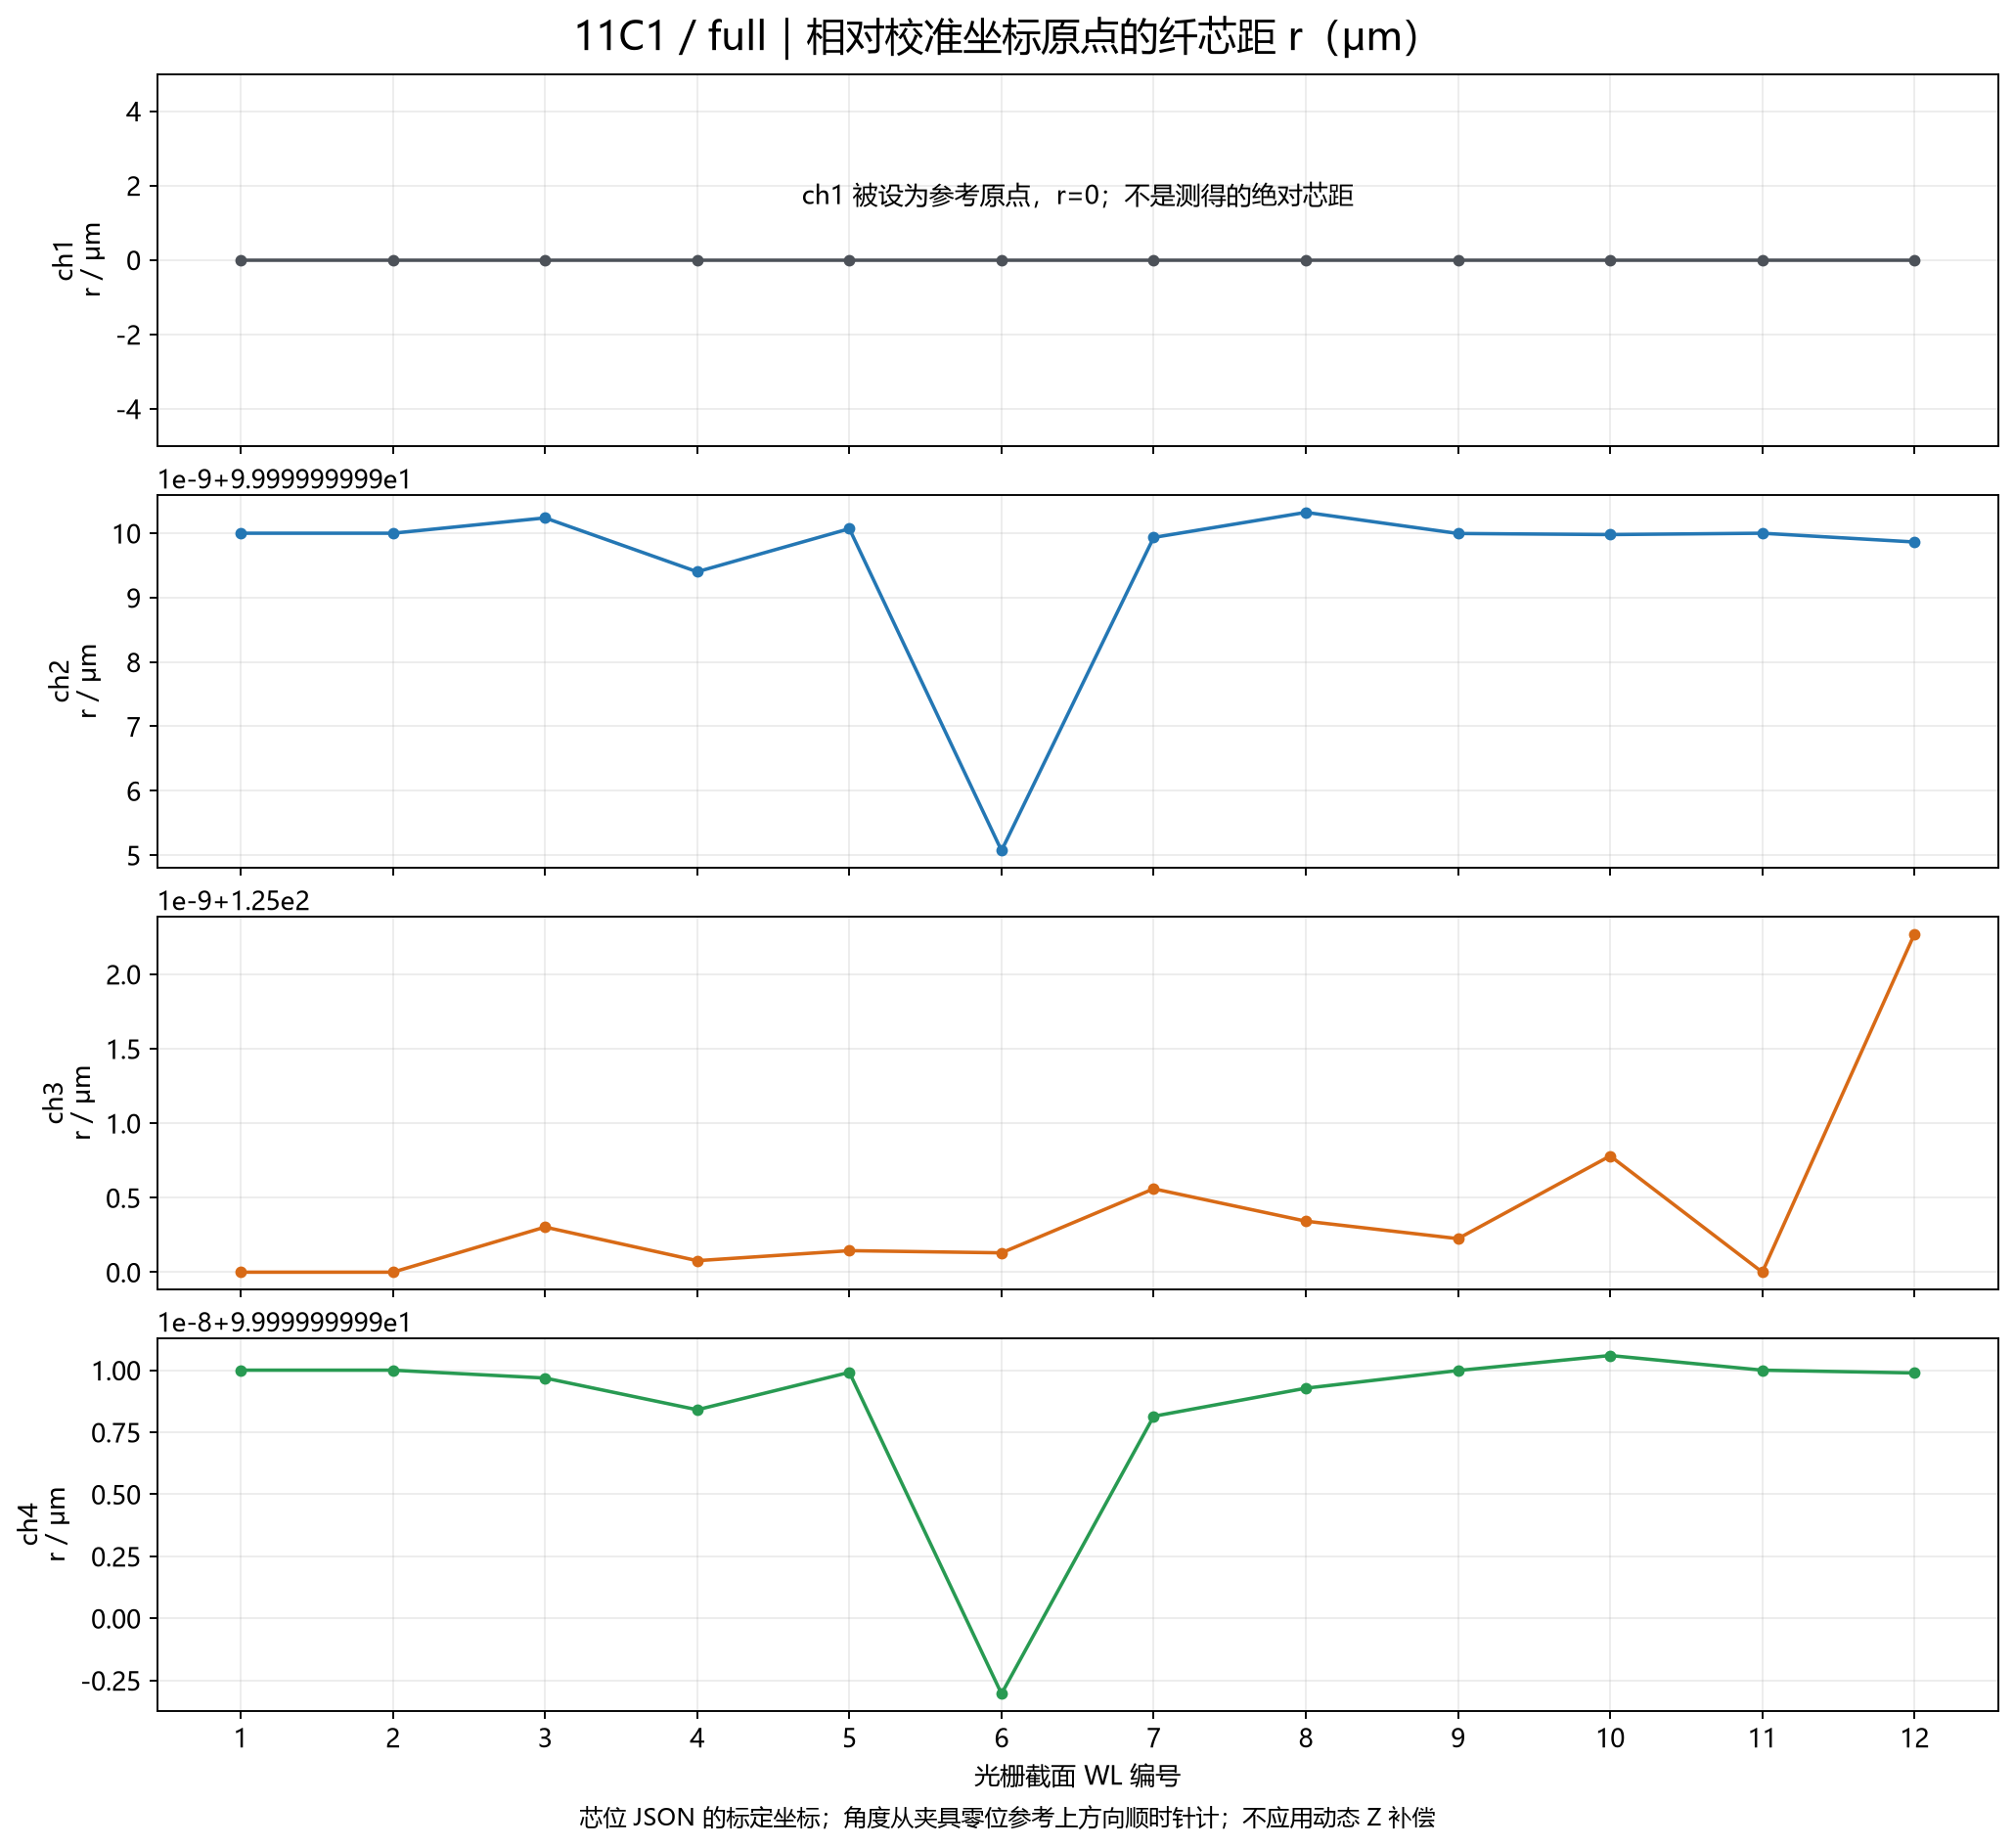 11C1 / full | 相对校准坐标原点的纤芯距 r（μm）
4
2
0
-2
-4
ch1
r / μm
ch1 被设为参考原点，r=0；不是测得的绝对芯距
1e-9+9.999999999e1
10
9
8
7
6
5
ch2
r / μm
1e-9+1.25e2
2.0
1.5
1.0
0.5
0.0
ch3
r / μm
1e-8+9.999999999e1
1.00
0.75
0.50
0.25
0.00
-0.25
ch4
r / μm
1 2 3 4 5 6 7 8 9 10 11 12
光栅截面 WL 编号
芯位 JSON 的标定坐标；角度从夹具零位参考上方向顺时针计；不应用动态 Z 补偿